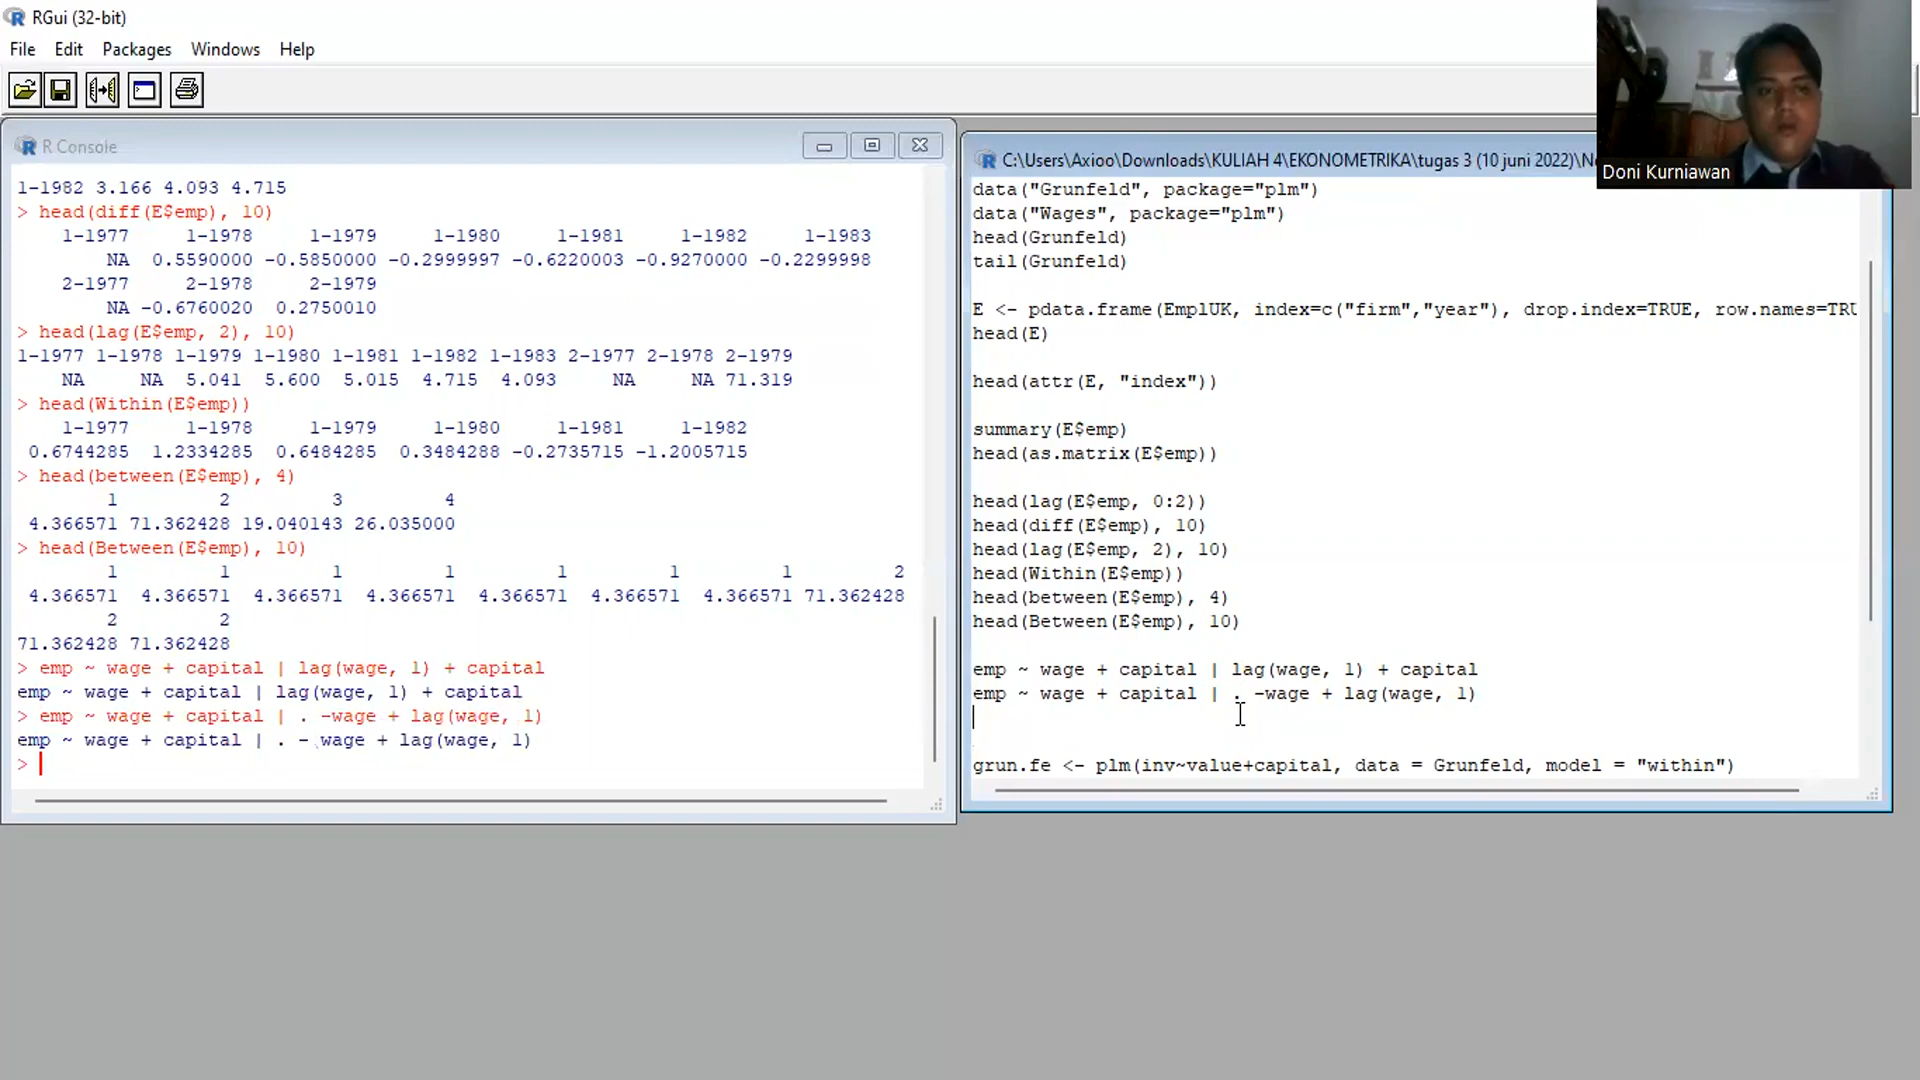 RGui (32-bit)
File Edit Packages Windows Help
R Console
1-1982 3.166 4.093 4.715
> head(diff(E$emp), 10)
1-1977 1-1978 1-1979 1-1980 1-1981 1-1982 1-1983
NA 0.5590000 -0.5850000 -0.2999997 -0.6220003 -0.9270000 -0.2299998
2-1977 2-1978 2-1979
NA -0.6760020 0.2750010
> head(lag(E$emp, 2), 10)
1-1977 1-1978 1-1979 1-1980 1-1981 1-1982 1-1983 2-1977 2-1978 2-1979
NA NA 5.041 5.600 5.015 4.715 4.093 NA NA 71.319
> head(Within(E$emp))
1-1977 1-1978 1-1979 1-1980 1-1981 1-1982
0.6744285 1.2334285 0.6484285 0.3484288 -0.2735715 -1.2005715
> head(between(E$emp), 4)
1 2 3 4
4.366571 71.362428 19.040143 26.035000
> head(Between(E$emp), 10)
1 1 1 1 1 1 1 2
4.366571 4.366571 4.366571 4.366571 4.366571 4.366571 4.366571 71.362428
2 2
71.362428 71.362428
> emp ~ wage + capital | lag(wage, 1) + capital
emp ~ wage + capital | lag(wage, 1) + capital
> emp ~ wage + capital | . -wage + lag(wage, 1)
emp ~ wage + capital | . - wage + lag(wage, 1)
>
C:\Users\Axioo\Downloads\KULIAH 4\EKONOMETRIKA\tugas 3 (10 juni 2022)\N
data("Grunfeld", package="plm")
data("Wages", package="plm")
head(Grunfeld)
tail(Grunfeld)
E <- pdata.frame(EmplUK, index=c("firm","year"), drop.index=TRUE, row.names=TRU
head(E)
head(attr(E, "index"))
summary(E$emp)
head(as.matrix(E$emp))
head(lag(E$emp, 0:2))
head(diff(E$emp), 10)
head(lag(E$emp, 2), 10)
head(Within(E$emp))
head(between(E$emp), 4)
head(Between(E$emp), 10)
emp ~ wage + capital | lag(wage, 1) + capital
emp ~ wage + capital | . -wage + lag(wage, 1)
grun.fe <- plm(inv~value+capital, data = Grunfeld, model = "within")
Doni Kurniawan